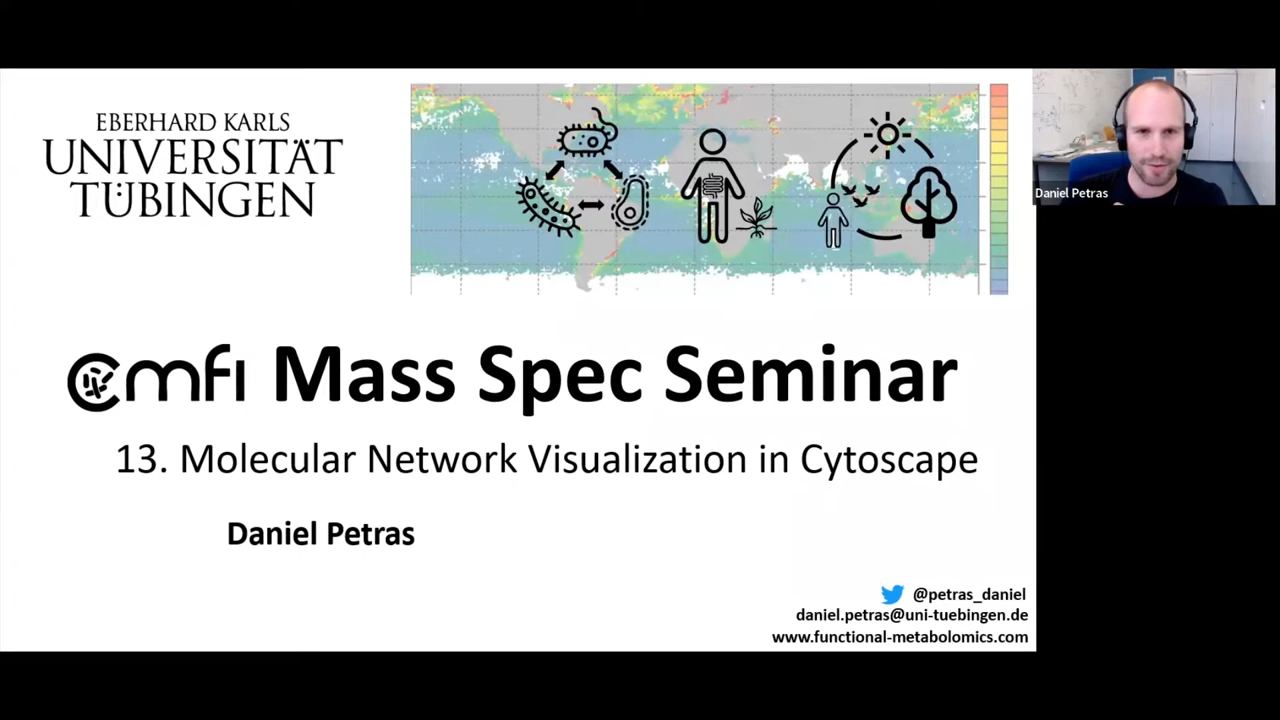 EBERHARD KARLS
UNIVERSITÄT
TÜBINGEN
Daniel Petras
cmfi Mass Spec Seminar
13. Molecular Network Visualization in Cytoscape
Daniel Petras
@petras_daniel
daniel.petras@uni-tuebingen.de
www.functional-metabolomics.com